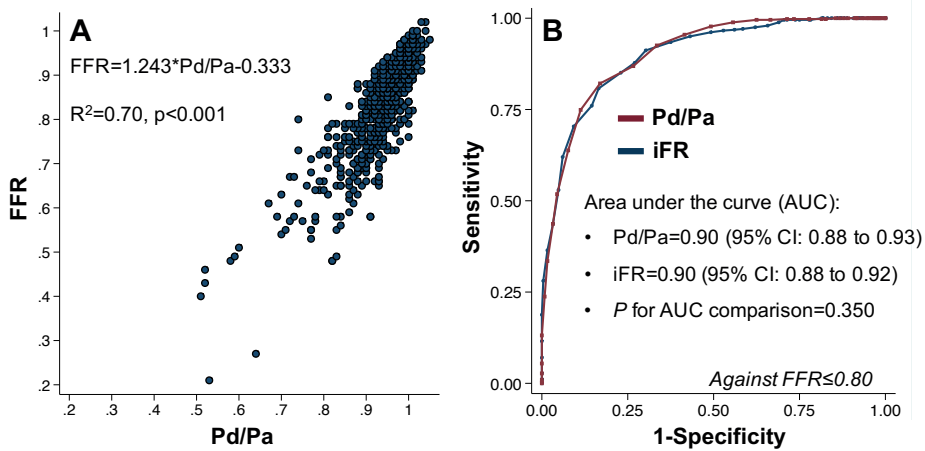 A
FFR=1.243*Pd/Pa-0.333
R²=0.70, p<0.001
FFR
1
.9
.8
.7
.6
.5
.4
.3
.2
.2 .3 .4 .5 .6 .7 .8 .9 1
Pd/Pa
B
Sensitivity
1.00
0.75
0.50
0.25
0.00
Pd/Pa
iFR
Area under the curve (AUC):
• Pd/Pa=0.90 (95% CI: 0.88 to 0.93)
• iFR=0.90 (95% CI: 0.88 to 0.92)
• P for AUC comparison=0.350
Against FFR≤0.80
0.00 0.25 0.50 0.75 1.00
1-Specificity